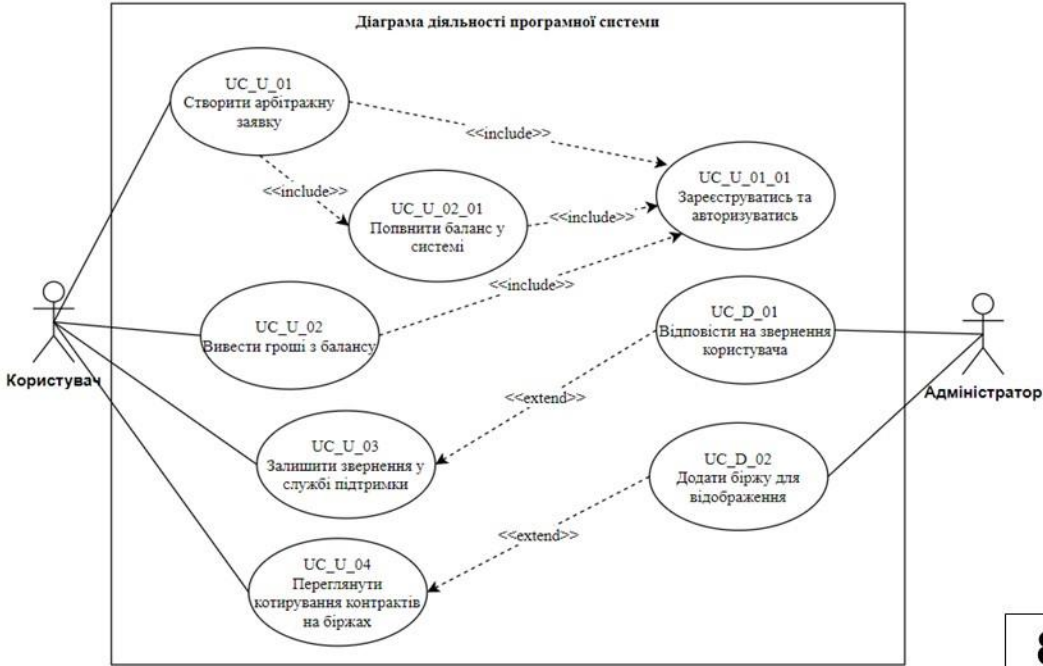 Діаграма діяльності програмної системи
UC_U_01
Створити арбітражну
заявку
<<include>>
<<include>>
UC_U_01_01
Зареєструватись та
авторизуватись
UC_U_02_01
Попвнити баланс у
системі
<<include>>
<<include>>
UC_U_02
Вивести гроші з балансу
UC_D_01
Відповісти на звернення
користувача
Користувач
Адміністратор
<<extend>>
UC_U_03
Залишити звернення у
службі підтримки
UC_D_02
Додати біржу для
відображення
<<extend>>
UC_U_04
Переглянути
котирування контрактів
на біржах